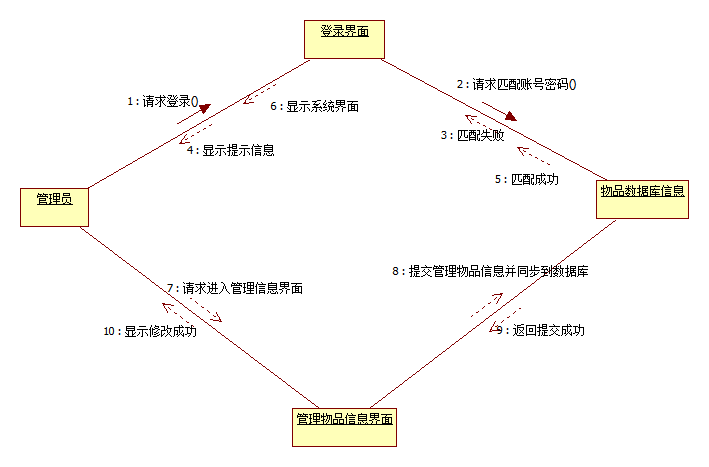 登录界面
2 : 请求匹配账号密码()
1 : 请求登录()
6 : 显示系统界面
3 : 匹配失败
4 : 显示提示信息
5 : 匹配成功
管理员
物品数据库信息
8 : 提交管理物品信息并同步到数据库
7 : 请求进入管理信息界面
10 : 显示修改成功
9 : 返回提交成功
管理物品信息界面